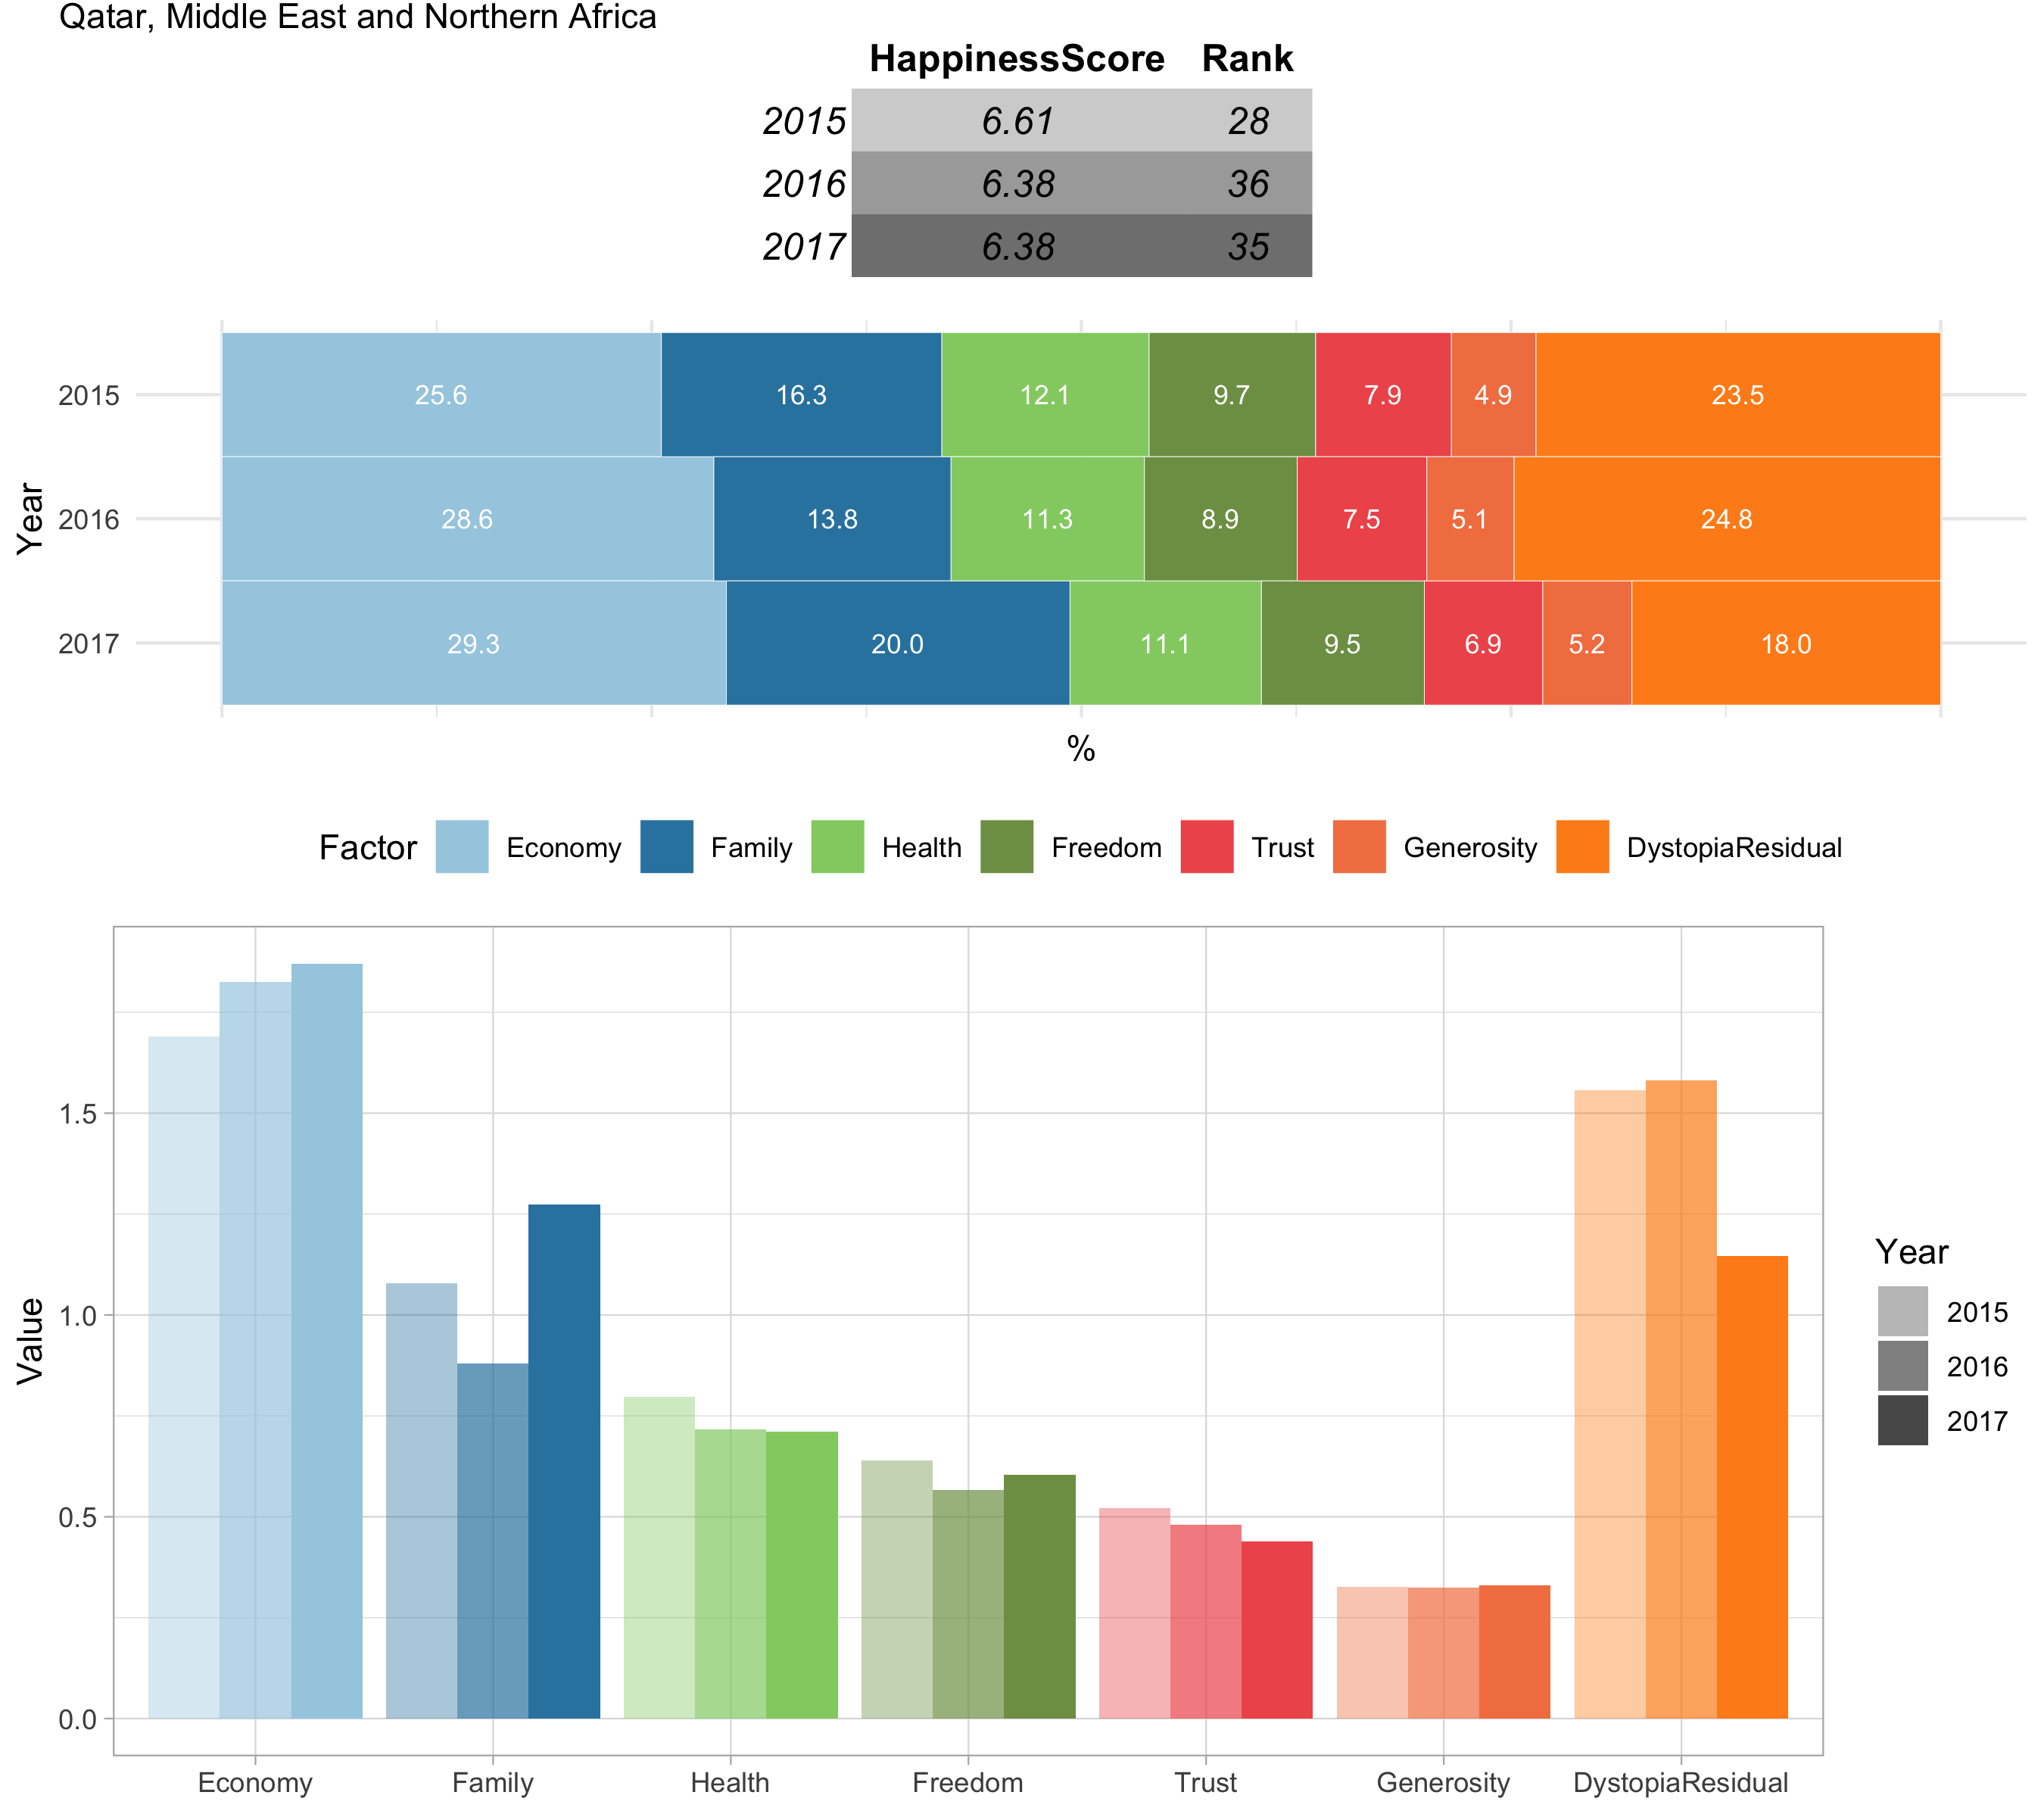 Qatar, Middle East and Northern Africa
HappinessScore Rank
2015 6.61 28
2016 6.38 36
2017 6.38 35
Year
2015 25.6 16.3 12.1 9.7 7.9 4.9 23.5
2016 28.6 13.8 11.3 8.9 7.5 5.1 24.8
2017 29.3 20.0 11.1 9.5 6.9 5.2 18.0
%
Factor Economy Family Health Freedom Trust Generosity DystopiaResidual
Value
1.5
1.0
0.5
0.0
Economy Family Health Freedom Trust Generosity DystopiaResidual
Year
2015
2016
2017